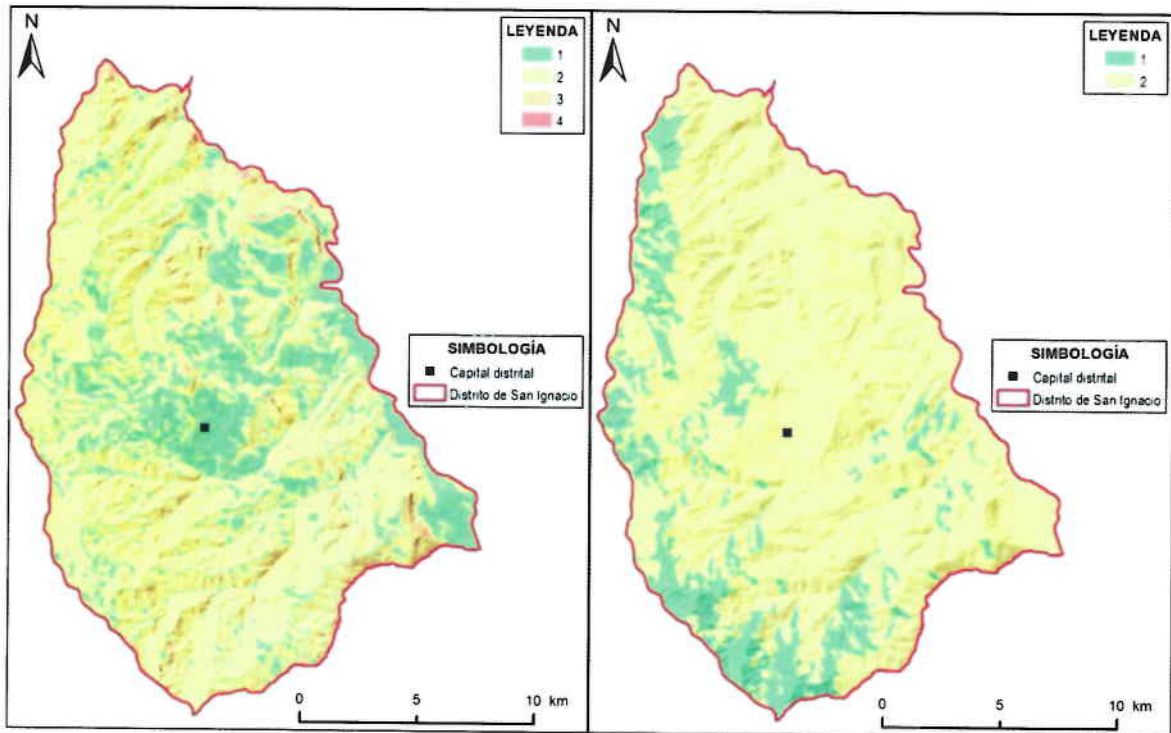 N
LEYENDA
1
2
3
4
SIMBOLOGÍA
Capital distrital
Distrito de San Ignacio
0 5 10 km
N
LEYENDA
1
2
SIMBOLOGÍA
Capital distrital
Distrito de San Ignacio
0 5 10 km